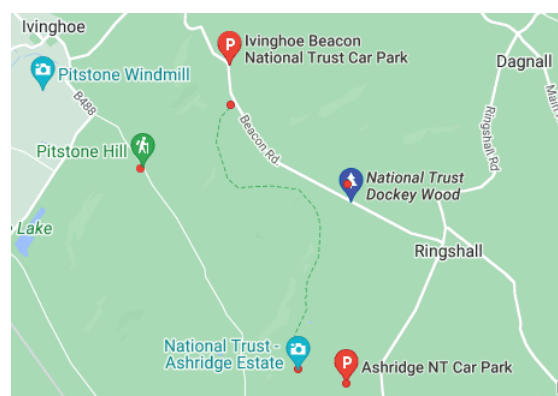 Ivinghoe
Ivinghoe Beacon
National Trust Car Park
Dagnall
Pitstone Windmill
B488
Main
Ringshall Rd
Beacon Rd
Pitstone Hill
National Trust
Dockey Wood
Lake
Ringshall
National Trust -
Ashridge Estate
Ashridge NT Car Park
P
P